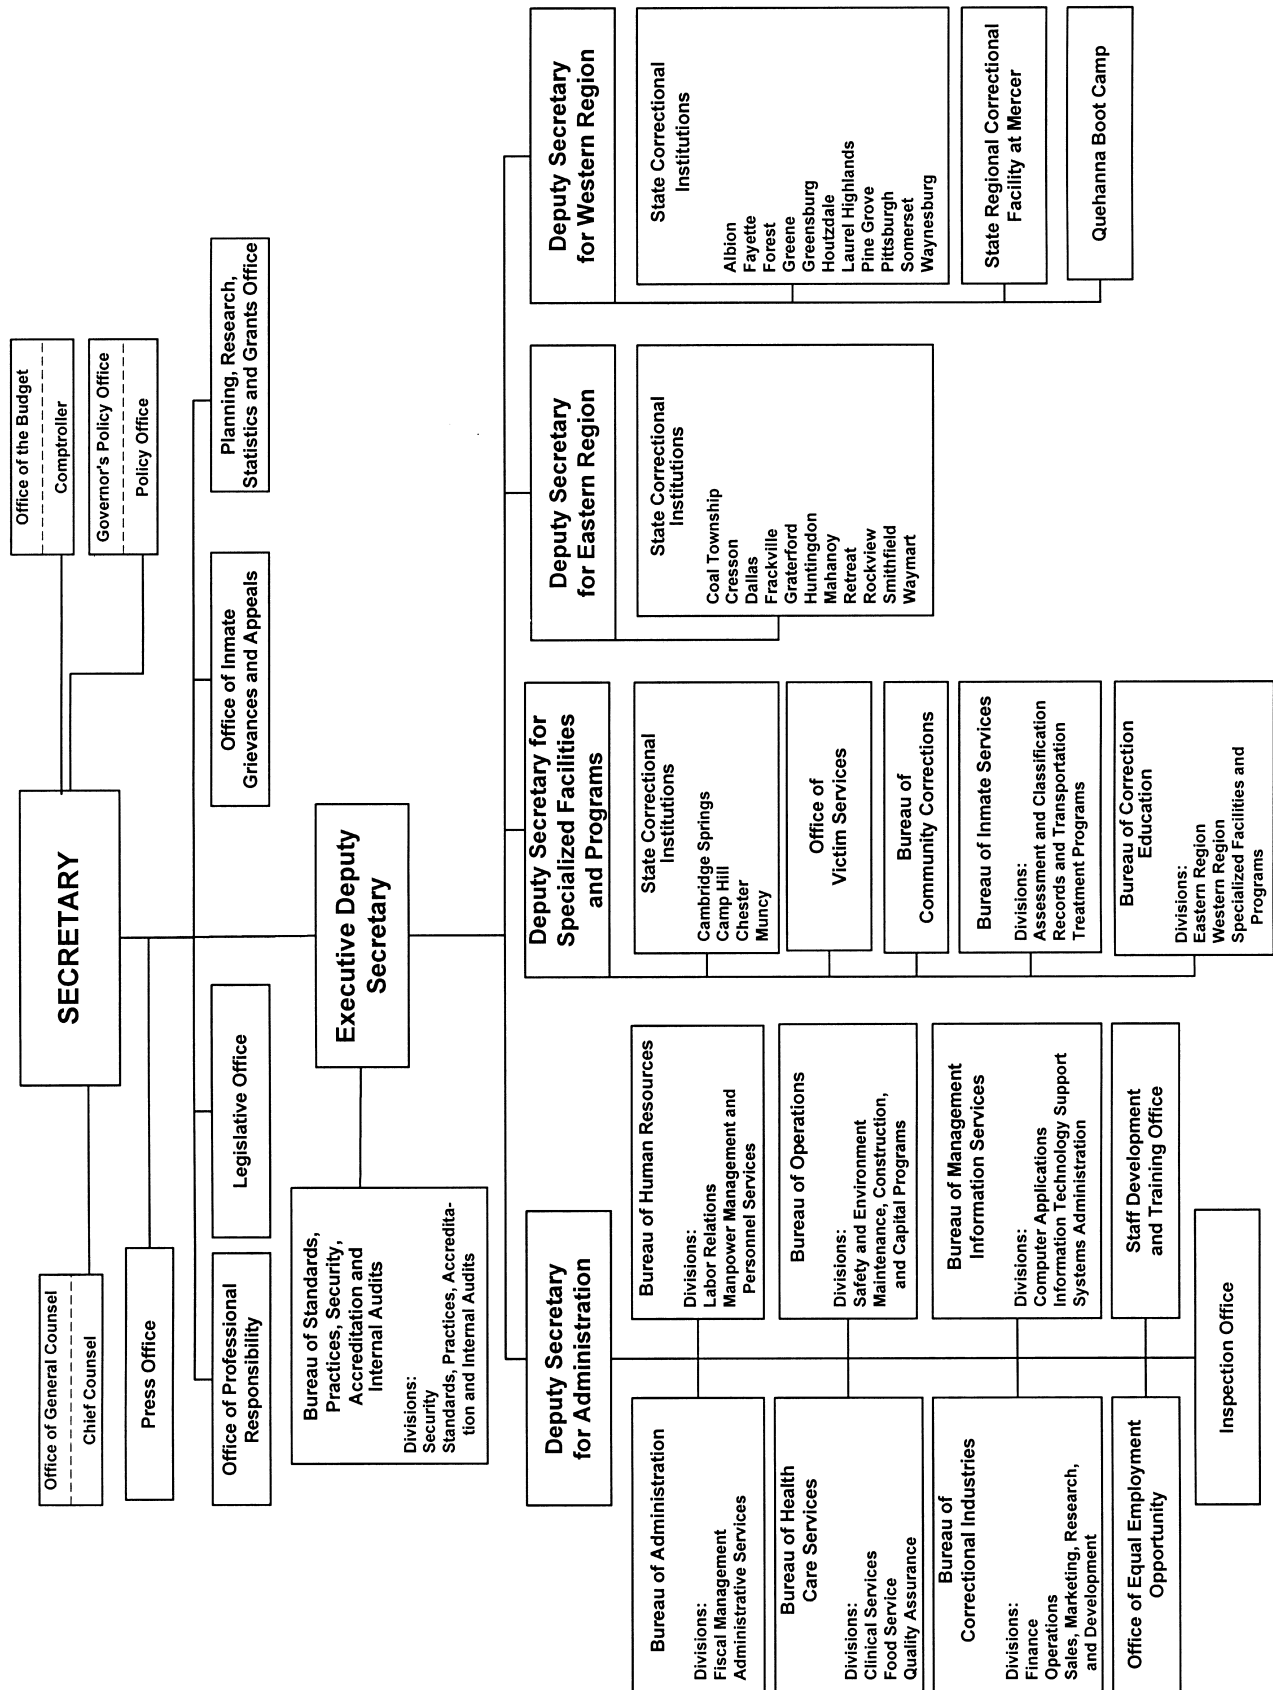 SECRETARY
Office of General Counsel
Chief Counsel
Office of the Budget
Comptroller
Governor's Policy Office
Policy Office
Press Office
Office of Professional
Responsibility
Legislative Office
Office of Inmate
Grievances and Appeals
Planning, Research,
Statistics and Grants Office
Executive Deputy
Secretary
Bureau of Standards,
Practices, Security,
Accreditation and
Internal Audits
Divisions:
Security
Standards, Practices, Accredita-
tion and Internal Audits
Deputy Secretary
for Administration
Bureau of Administration
Divisions:
Fiscal Management
Administrative Services
Bureau of Human Resources
Divisions:
Labor Relations
Manpower Management and
Personnel Services
Bureau of Health
Care Services
Divisions:
Clinical Services
Food Service
Quality Assurance
Bureau of Operations
Divisions:
Safety and Environment
Maintenance, Construction,
and Capital Programs
Bureau of
Correctional Industries
Divisions:
Finance
Operations
Sales, Marketing, Research,
and Development
Bureau of Management
Information Services
Divisions:
Computer Applications
Information Technology Support
Systems Administration
Office of Equal Employment
Opportunity
Staff Development
and Training Office
Inspection Office
Deputy Secretary for
Specialized Facilities
and Programs
State Correctional
Institutions
Cambridge Springs
Camp Hill
Chester
Muncy
Office of
Victim Services
Bureau of
Community Corrections
Bureau of Inmate Services
Divisions:
Assessment and Classification
Records and Transportation
Treatment Programs
Bureau of Correction
Education
Divisions:
Eastern Region
Western Region
Specialized Facilities and
Programs
Deputy Secretary
for Eastern Region
State Correctional
Institutions
Coal Township
Cresson
Dallas
Frackville
Graterford
Huntingdon
Mahanoy
Retreat
Rockview
Smithfield
Waymart
Deputy Secretary
for Western Region
State Correctional
Institutions
Albion
Fayette
Forest
Greene
Greensburg
Houtzdale
Laurel Highlands
Pine Grove
Pittsburgh
Somerset
Waynesburg
State Regional Correctional
Facility at Mercer
Quehanna Boot Camp